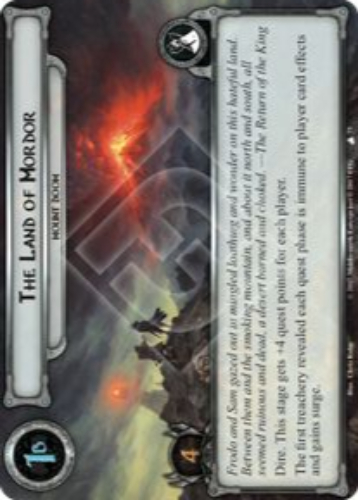 1B
THE LAND OF MORDOR
MOUNT DOOM
4
Frodo and Sam gazed out in mingled loathing and wonder on this hateful land.
Between them and the smoking mountain, and about it north and south, all
seemed ruinous and dead, a desert burned and choked. —The Return of the King
Dire. This stage gets +4 quest points for each player.
The first treachery revealed each quest phase is immune to player card effects
and gains surge.